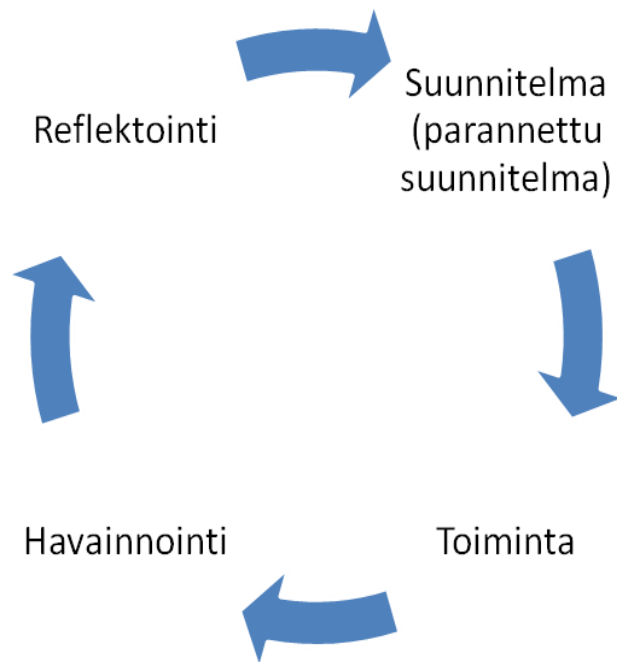 Reflektointi
Suunnitelma
(parannettu
suunnitelma)
Havainnointi
Toiminta